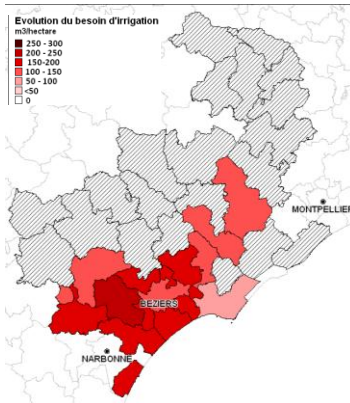 Evolution du besoin d'irrigation
m3/hectare
250 - 300
200 - 250
150-200
100 - 150
50 - 100
<50
0
MONTPELLIER
BEZIERS
NARBONNE